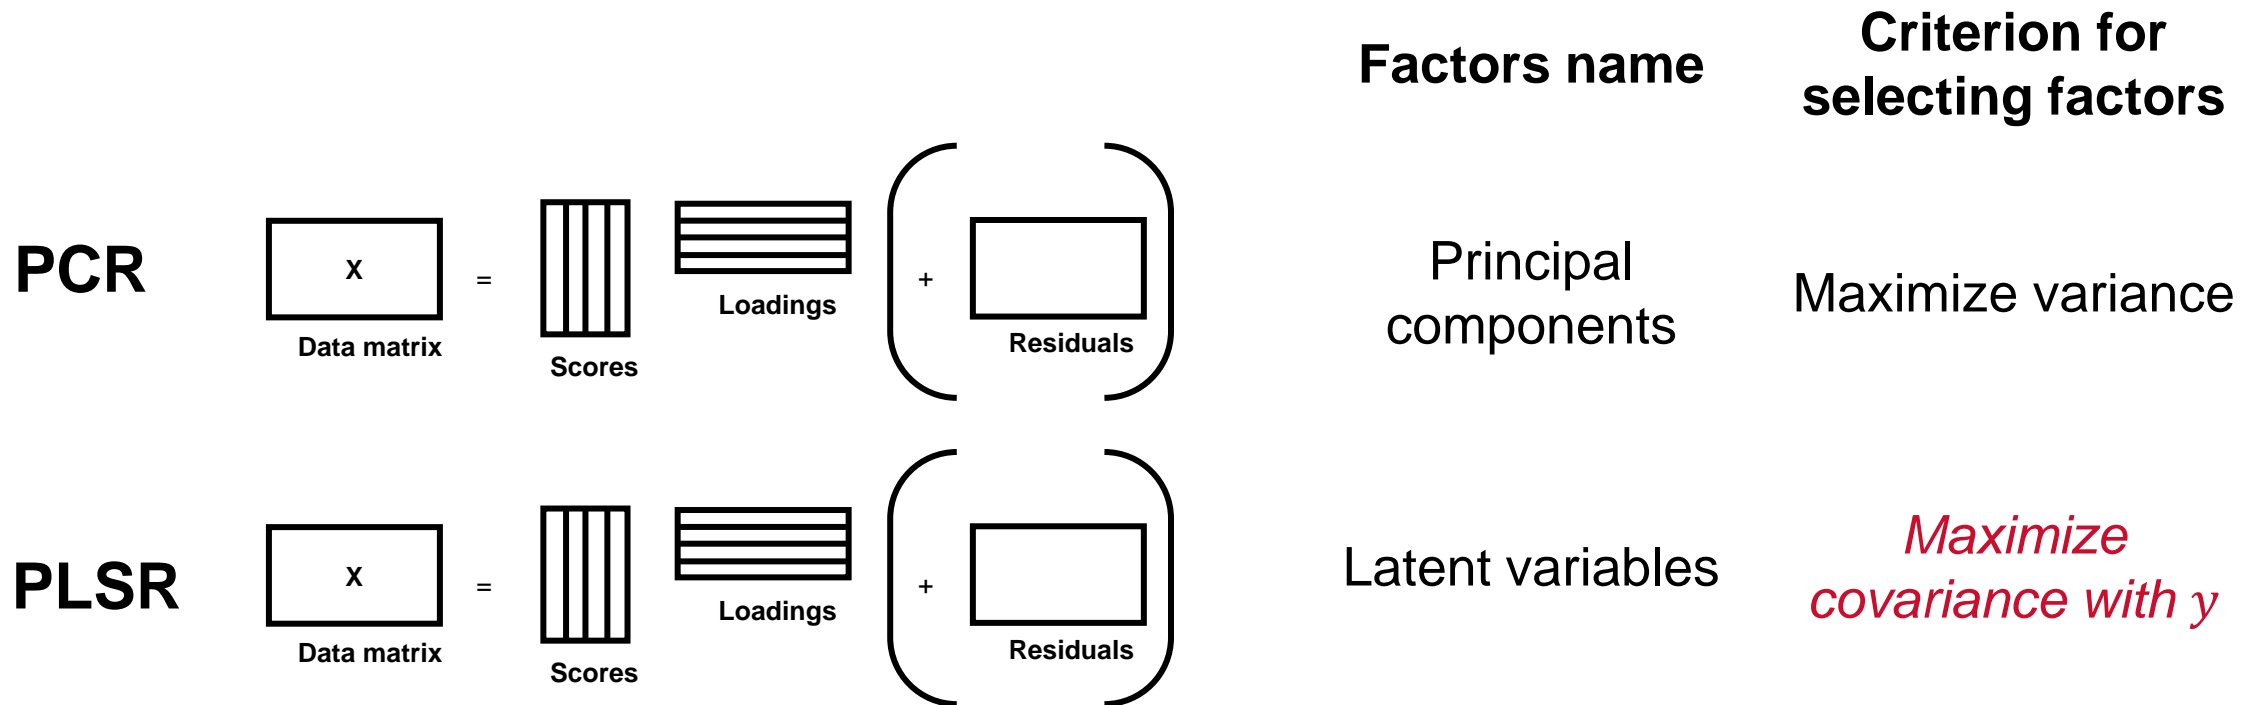 Factors name
Criterion for
selecting factors
PCR
X
Data matrix
=
Scores
Loadings
+
Residuals
Principal
components
Maximize variance
PLSR
X
Data matrix
=
Scores
Loadings
+
Residuals
Latent variables
Maximize
covariance with y